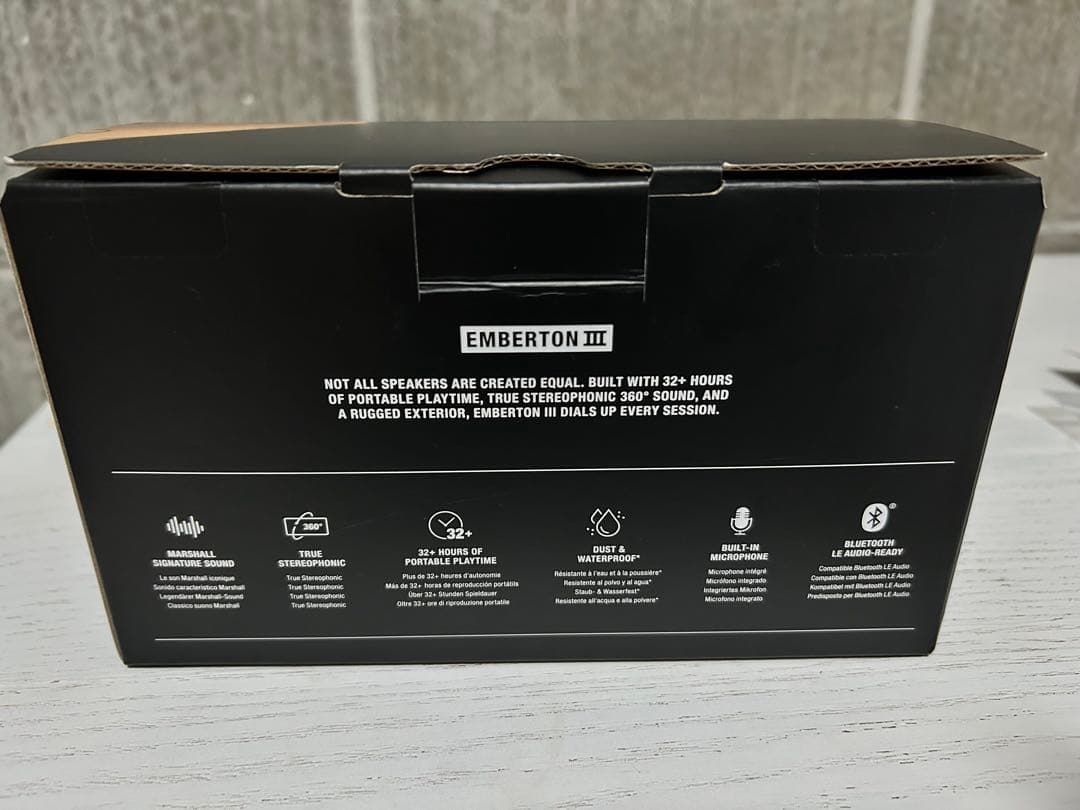 EMBERTON III
NOT ALL SPEAKERS ARE CREATED EQUAL. BUILT WITH 32+ HOURS
OF PORTABLE PLAYTIME, TRUE STEREOPHONIC 360° SOUND, AND
A RUGGED EXTERIOR, EMBERTON III DIALS UP EVERY SESSION.
MARSHALL
SIGNATURE SOUND
Le son Marshall iconique
Sonido característico Marshall
Legendärer Marshall-Sound
Classico suono Marshall
360°
TRUE
STEREOPHONIC
True Stereophonic
True Stereophonic
True Stereophonic
True Stereophonic
32+
32+ HOURS OF
PORTABLE PLAYTIME
Plus de 32+ heures d'autonomie
Más de 32+ horas de reproducción portátils
Über 32+ Stunden Spieldauer
Oltre 32+ ore di riproduzione portatile
DUST &
WATERPROOF*
Résistante à l'eau et à la poussière*
Resistente al polvo y al agua*
Staub- & Wasserfest*
Resistente all'acqua e alla polvere*
BUILT-IN
MICROPHONE
Microphone intégré
Micrófono integrado
Integriertes Mikrofon
Microfono integrato
BLUETOOTH
LE AUDIO-READY
Compatible Bluetooth LE Audio
Compatible con Bluetooth LE Audio
Kompatibel mit Bluetooth LE Audio
Predisposto per Bluetooth LE Audio